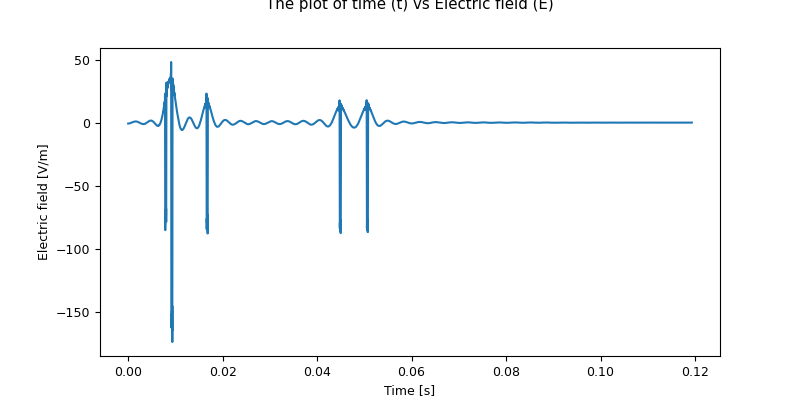 The plot of time (t) vs Electric field (E)
50
0
−50
−100
−150
Electric field [V/m]
0.00 0.02 0.04 0.06 0.08 0.10 0.12
Time [s]